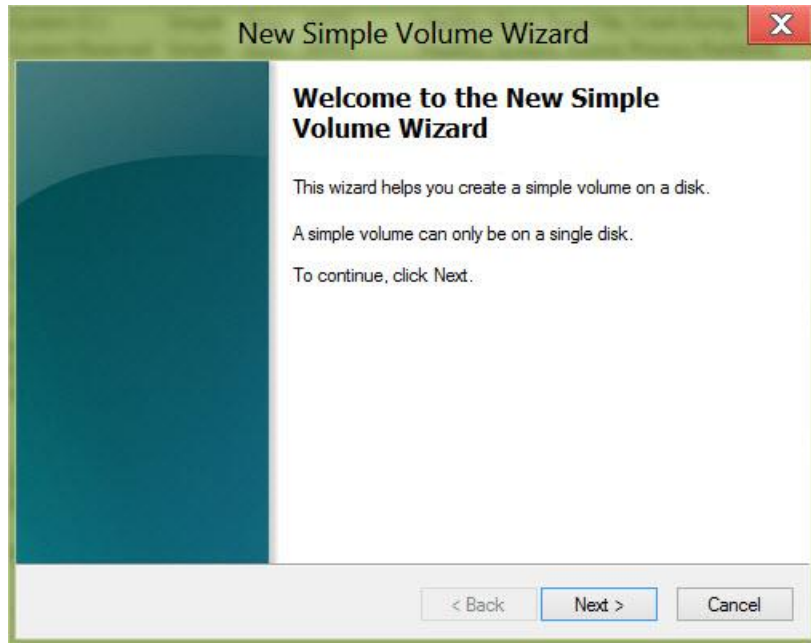 New Simple Volume Wizard
Welcome to the New Simple
Volume Wizard
This wizard helps you create a simple volume on a disk.
A simple volume can only be on a single disk.
To continue, click Next.
< Back Next > Cancel